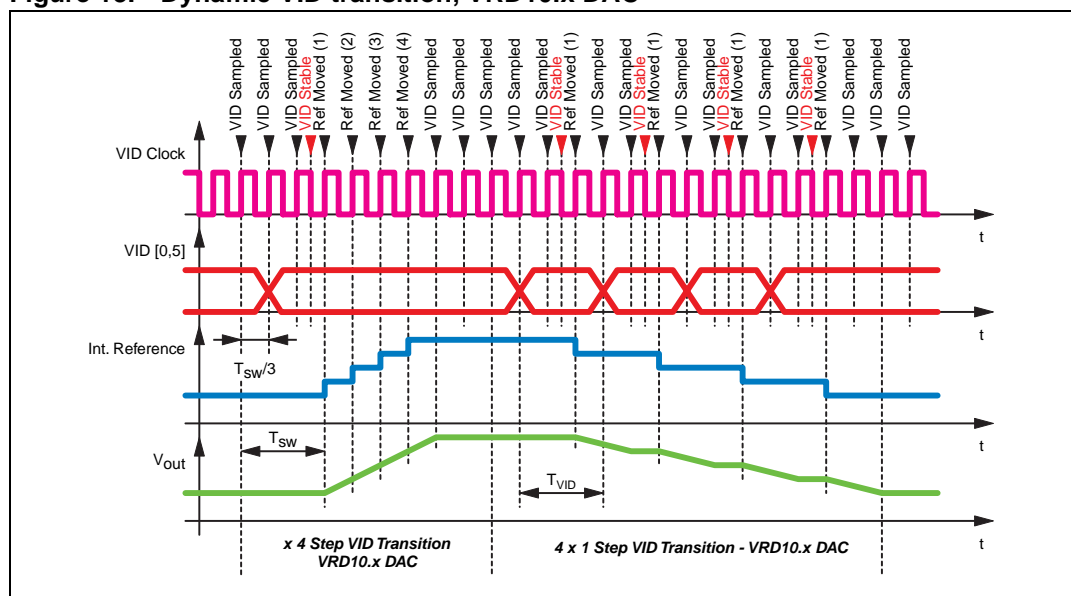 Figure Dynamic VID transition, VRD10.x DAC
VID Sampled
VID Sampled
VID Sampled
VID Stable
Ref Moved (1)
Ref Moved (2)
Ref Moved (3)
Ref Moved (4)
VID Sampled
VID Sampled
VID Sampled
VID Sampled
VID Sampled
VID Stable
Ref Moved (1)
VID Sampled
VID Sampled
VID Stable
Ref Moved (1)
VID Sampled
VID Sampled
VID Stable
Ref Moved (1)
VID Sampled
VID Sampled
VID Stable
Ref Moved (1)
VID Sampled
VID Sampled
VID Sampled
VID Clock
t
VID [0,5]
t
Int. Reference
Tsw/3
t
Vout
Tsw
TVID
t
x 4 Step VID Transition
VRD10.x DAC
4 x 1 Step VID Transition - VRD10.x DAC